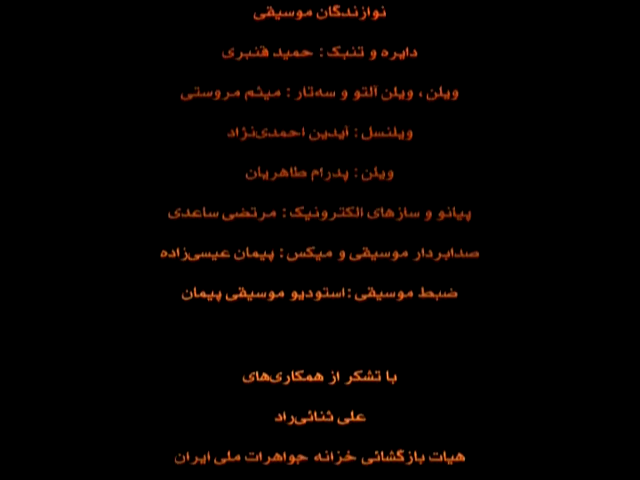 نوازندگان موسیقی
دایره و تنبک : حمید قنبری
ویلن ، ویلن آلتو و سه‌تار : میثم مروستی
ویلنسل : آیدین احمدی‌نژاد
ویلن : پدرام طاهریان
پیانو و سازهای الکترونیک : مرتضی ساعدی
صدابردار موسیقی و میکس : پیمان عیسی‌زاده
ضبط موسیقی : استودیو موسیقی پیمان
با تشکر از همکاری‌های
علی ثنائی‌راد
هیات بازگشائی خزانه جواهرات ملی ایران